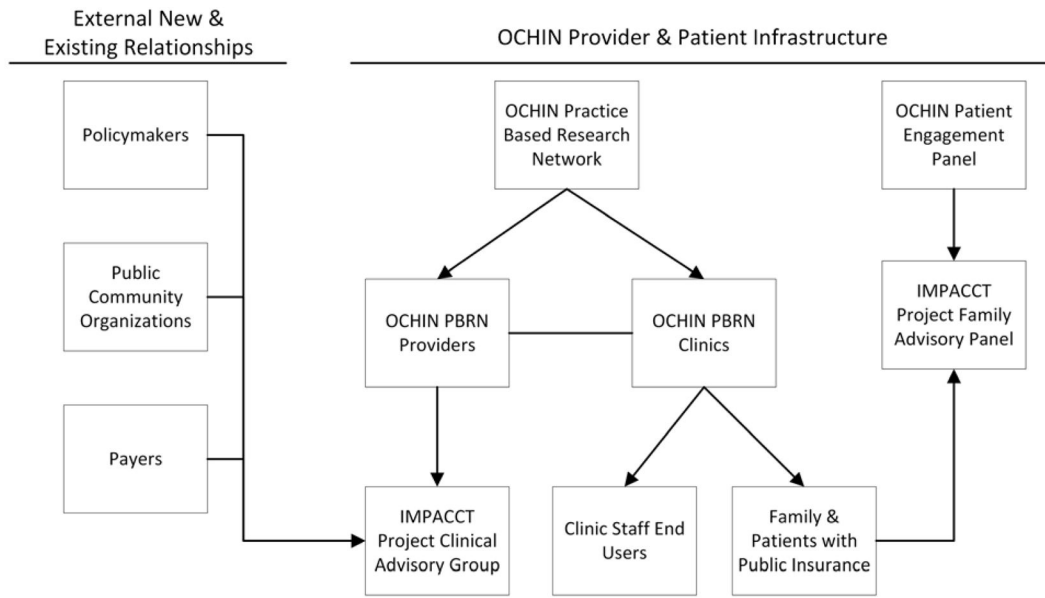 External New &
Existing Relationships
OCHIN Provider & Patient Infrastructure
Policymakers
OCHIN Practice
Based Research
Network
OCHIN Patient
Engagement
Panel
Public
Community
Organizations
OCHIN PBRN
Providers
OCHIN PBRN
Clinics
IMPACCT
Project Family
Advisory Panel
Payers
IMPACCT
Project Clinical
Advisory Group
Clinic Staff End
Users
Family &
Patients with
Public Insurance